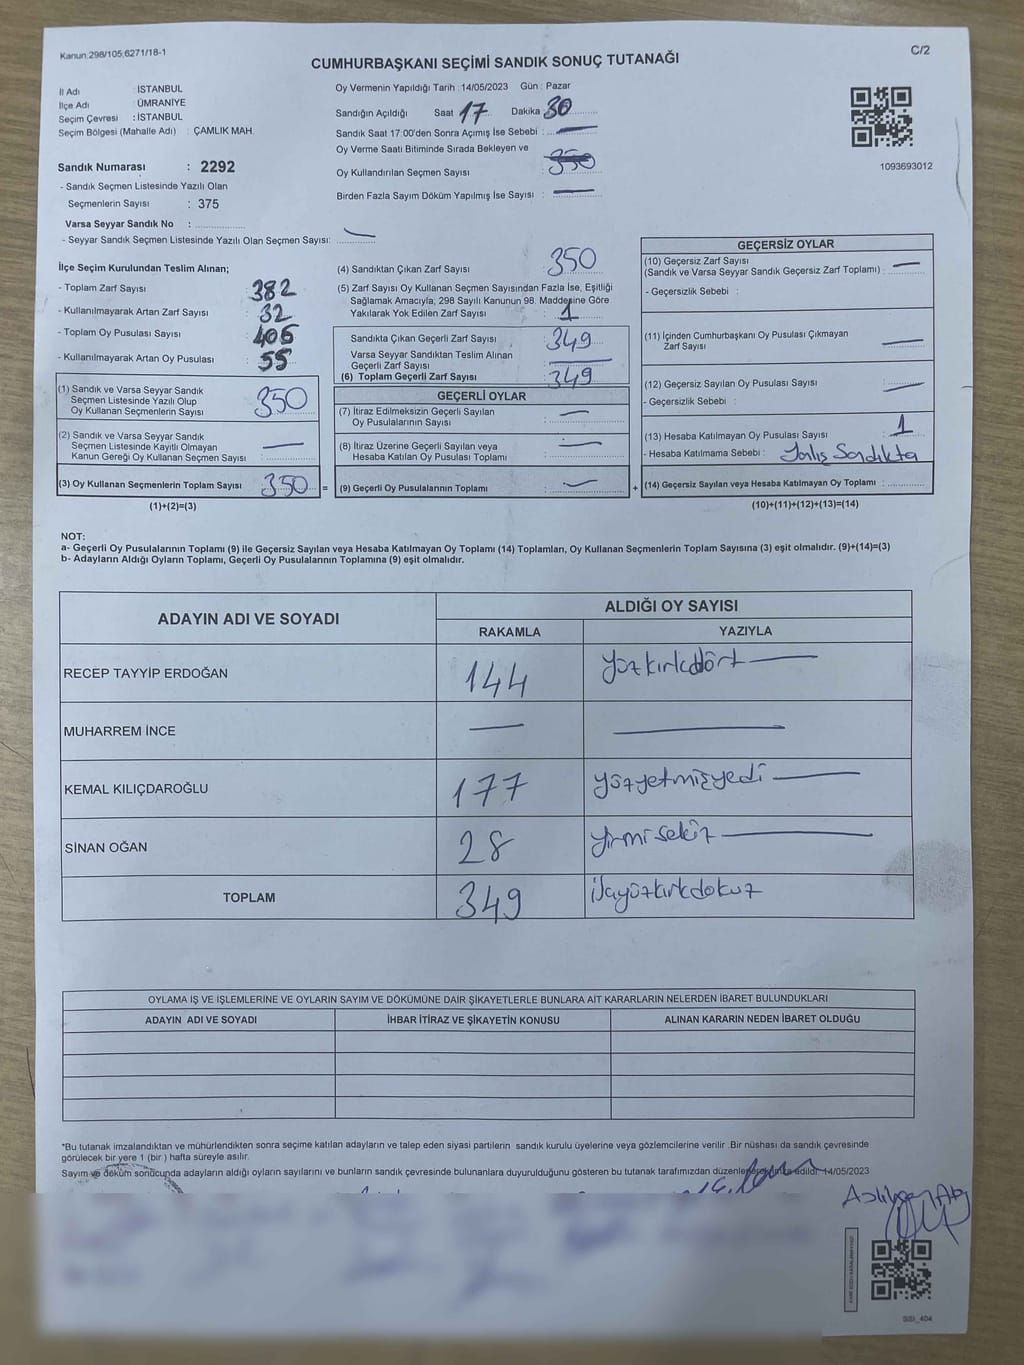 Kanun:298/105;6271/18-1
C/2
CUMHURBAŞKANI SEÇİMİ SANDIK SONUÇ TUTANAĞI
İl Adı : İSTANBUL
İlçe Adı : ÜMRANİYE
Seçim Çevresi : İSTANBUL
Seçim Bölgesi (Mahalle Adı) : ÇAMLIK MAH.
Sandık Numarası : 2292
- Sandık Seçmen Listesinde Yazılı Olan
Seçmenlerin Sayısı : 375
Varsa Seyyar Sandık No :
- Seyyar Sandık Seçmen Listesinde Yazılı Olan Seçmen Sayısı:
Oy Vermenin Yapıldığı Tarih : 14/05/2023 Gün : Pazar
Sandığın Açıldığı Saat 17 Dakika 30
Sandık Saat 17:00'den Sonra Açımış İse Sebebi :
Oy Verme Saati Bitiminde Sırada Bekleyen ve
Oy Kullandırılan Seçmen Sayısı 350
Birden Fazla Sayım Döküm Yapılmış İse Sayısı :
1093693012
İlçe Seçim Kurulundan Teslim Alınan;
- Toplam Zarf Sayısı : 382
- Kullanılmayarak Artan Zarf Sayısı : 32
- Toplam Oy Pusulası Sayısı : 406
- Kullanılmayarak Artan Oy Pusulası : 55
(1) Sandık ve Varsa Seyyar Sandık
Seçmen Listesinde Yazılı Olup
Oy Kullanan Seçmenlerin Sayısı 350
(2) Sandık ve Varsa Seyyar Sandık
Seçmen Listesinde Kayıtlı Olmayan
Kanun Gereği Oy Kullanan Seçmen Sayısı
(3) Oy Kullanan Seçmenlerin Toplam Sayısı 350 =
(1)+(2)=(3)
(4) Sandıktan Çıkan Zarf Sayısı : 350
(5) Zarf Sayısı Oy Kullanan Seçmen Sayısından Fazla İse, Eşitliği
Sağlamak Amacıyla, 298 Sayılı Kanunun 98. Maddesine Göre
Yakılarak Yok Edilen Zarf Sayısı : 1
Sandıkta Çıkan Geçerli Zarf Sayısı 349
Varsa Seyyar Sandıktan Teslim Alınan
Geçerli Zarf Sayısı
(6) Toplam Geçerli Zarf Sayısı : 349
GEÇERLİ OYLAR
(7) İtiraz Edilmeksizin Geçerli Sayılan
Oy Pusulalarının Sayısı
(8) İtiraz Üzerine Geçerli Sayılan veya
Hesaba Katılan Oy Pusulası Toplamı
(9) Geçerli Oy Pusulalarının Toplamı +
GEÇERSİZ OYLAR
(10) Geçersiz Zarf Sayısı
(Sandık ve Varsa Seyyar Sandık Geçersiz Zarf Toplamı) :
- Geçersizlik Sebebi :
(11) İçinden Cumhurbaşkanı Oy Pusulası Çıkmayan
Zarf Sayısı
(12) Geçersiz Sayılan Oy Pusulası Sayısı :
- Geçersizlik Sebebi :
(13) Hesaba Katılmayan Oy Pusulası Sayısı : 1
- Hesaba Katılmama Sebebi : Yanlış Sandıkta
(14) Geçersiz Sayılan veya Hesaba Katılmayan Oy Toplamı :
(10)+(11)+(12)+(13)=(14)
NOT:
a- Geçerli Oy Pusulalarının Toplamı (9) ile Geçersiz Sayılan veya Hesaba Katılmayan Oy Toplamı (14) Toplamları, Oy Kullanan Seçmenlerin Toplam Sayısına (3) eşit olmalıdır. (9)+(14)=(3)
b- Adayların Aldığı Oyların Toplamı, Geçerli Oy Pusulalarının Toplamına (9) eşit olmalıdır.
ADAYIN ADI VE SOYADI
ALDIĞI OY SAYISI
RAKAMLA YAZIYLA
RECEP TAYYİP ERDOĞAN 144 yüzkırkdört
MUHARREM İNCE
KEMAL KILIÇDAROĞLU 177 yüzyetmişyedi
SİNAN OĞAN 28 yirmisekiz
TOPLAM 349 üçyüzkırkdokuz
OYLAMA İŞ VE İŞLEMLERİNE VE OYLARIN SAYIM VE DÖKÜMÜNE DAİR ŞİKAYETLERLE BUNLARA AİT KARARLARIN NELERDEN İBARET BULUNDUKLARI
ADAYIN ADI VE SOYADI İHBAR İTİRAZ VE ŞİKAYETİN KONUSU ALINAN KARARIN NEDEN İBARET OLDUĞU
*Bu tutanak imzalandıktan ve mühürlendikten sonra seçime katılan adayların ve talep eden siyasi partilerin sandık kurulu üyelerine veya gözlemcilerine verilir. Bir nüshası da sandık çevresinde
görülecek bir yere 1 (bir ) hafta süreyle asılır.
Sayım ve döküm sonucunda adayların aldığı oyların sayılarını ve bunların sandık çevresinde bulunanlara duyurulduğunu gösteren bu tutanak tarafımızdan düzenlenerek imza edildi. 14/05/2023
SSİ_404